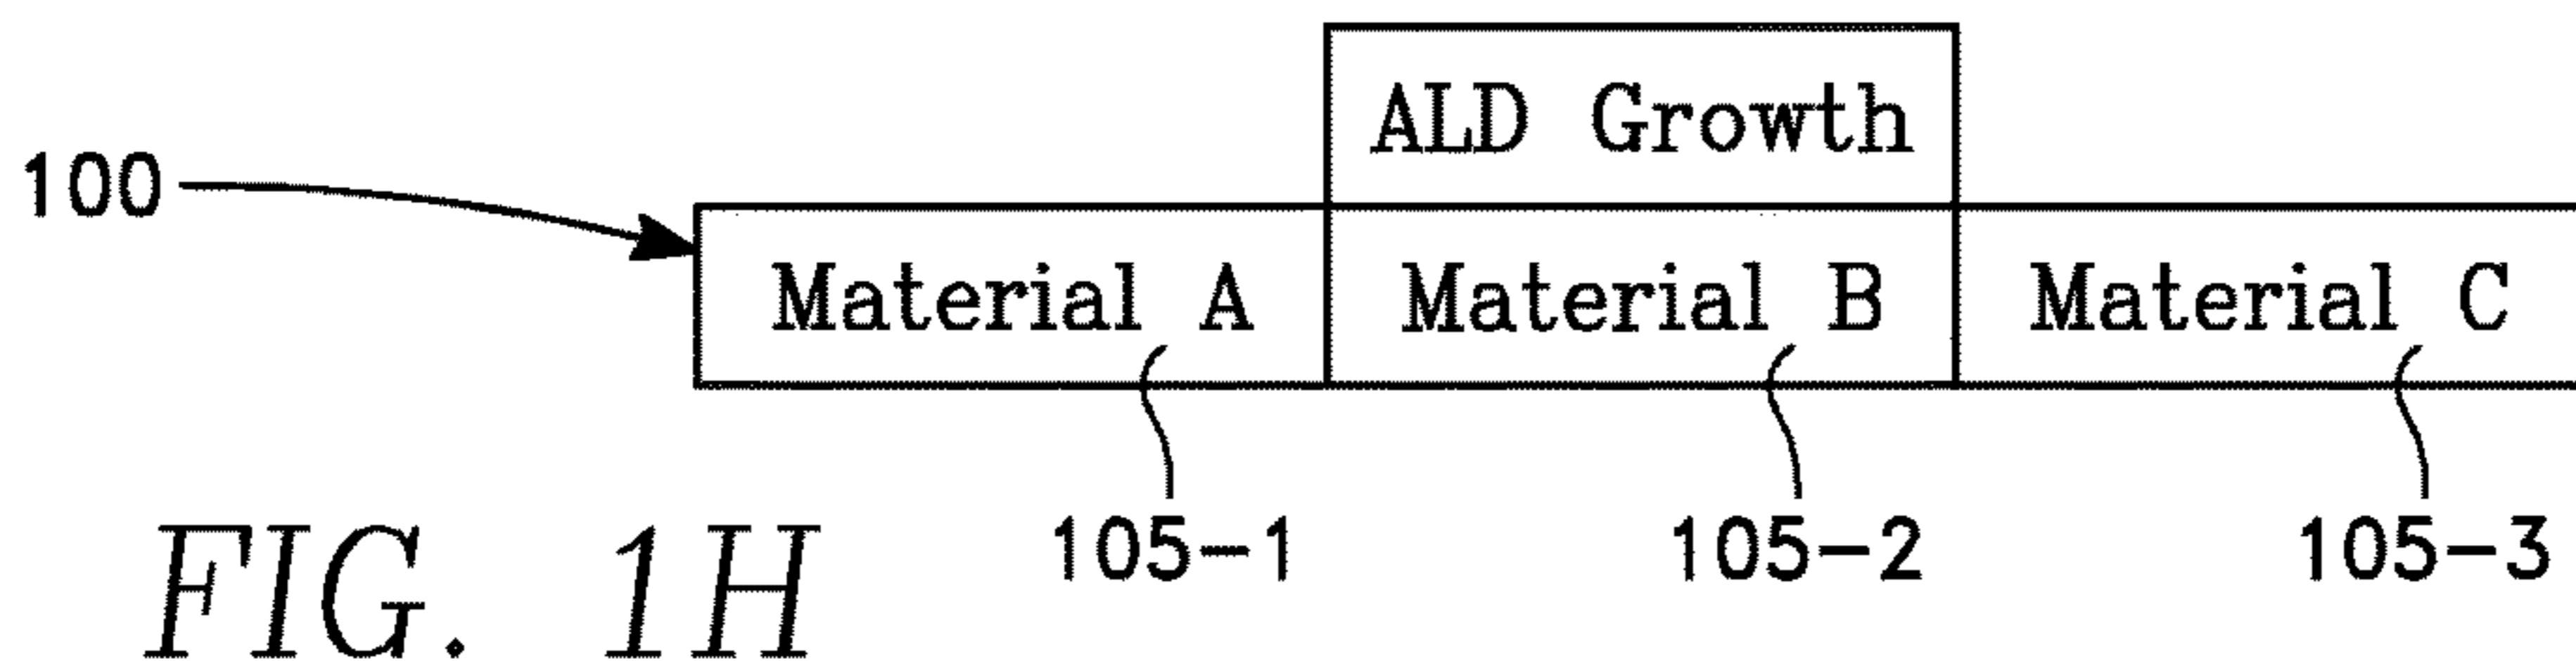 ALD Growth
100
Material A Material B Material C
105-1 105-2 105-3
FIG. 1H